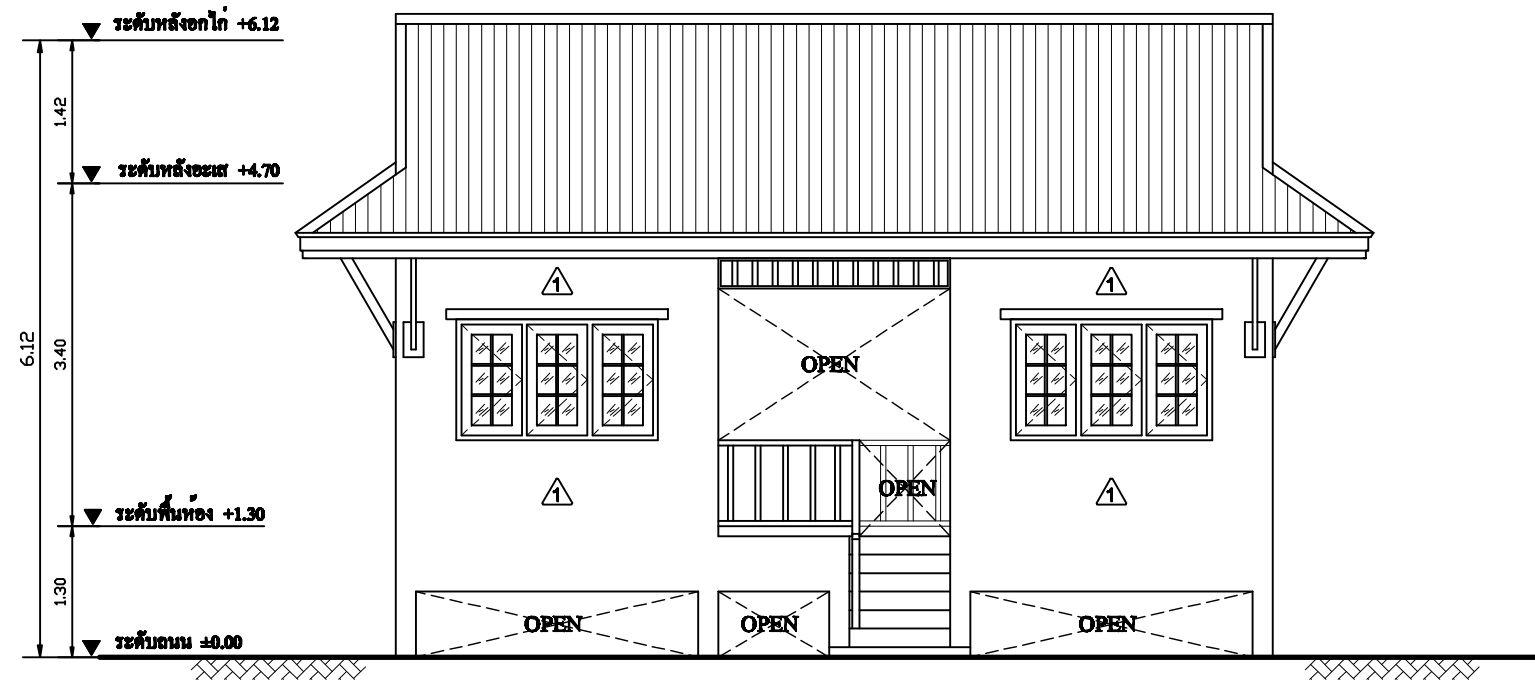 ระดับหลังอกไก่ +6.12
1.42
ระดับหลังอะเส +4.70
6.12
3.40
1
1
OPEN
OPEN
1
1
ระดับพื้นห้อง +1.30
1.30
OPEN
OPEN
OPEN
ระดับถนน ±0.00